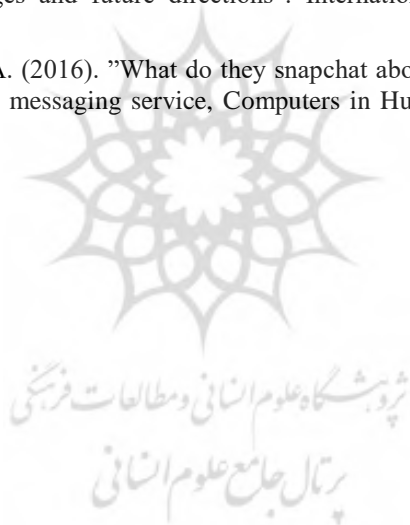 ges and future directions”. Internation
A. (2016). ”What do they snapchat abo
messaging service, Computers in Hu
پژوهشگاه علوم انسانی و مطالعات فرهنگی
پرتال جامع علوم انسانی